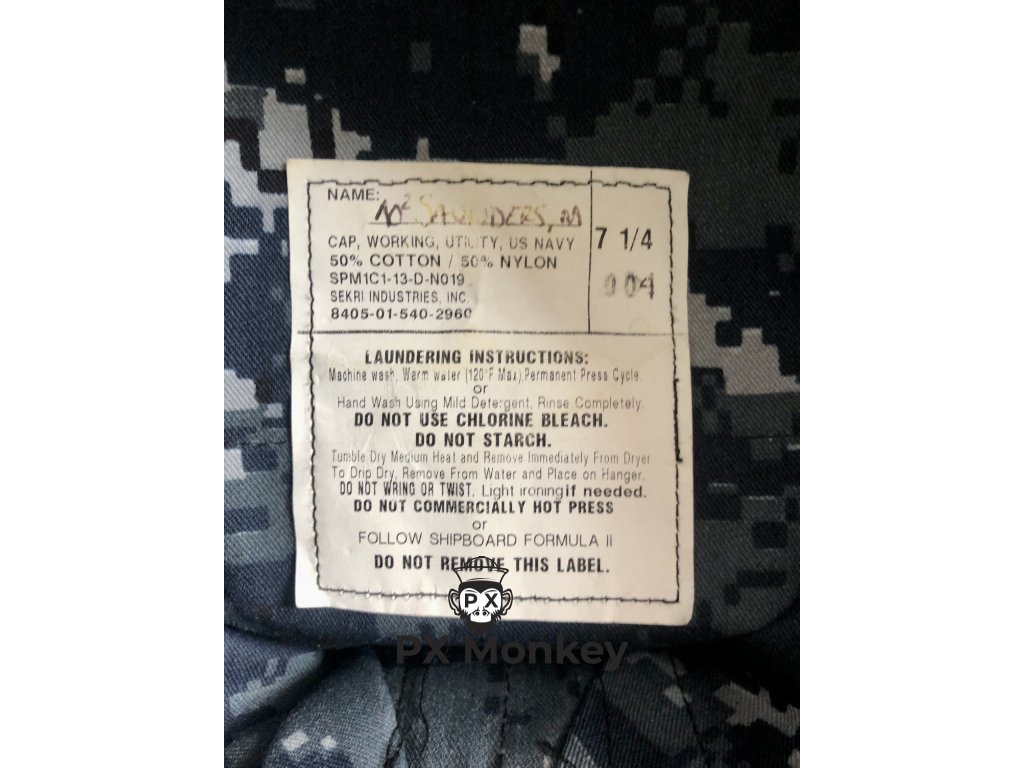 NAME:
M² SAUNDERS, M
CAP, WORKING, UTILITY, US NAVY
50% COTTON / 50% NYLON
SPM1C1-13-D-N019
SEKRI INDUSTRIES, INC.
8405-01-540-2960
7 1/4
004
LAUNDERING INSTRUCTIONS:
Machine wash, Warm water (120°F Max), Permanent Press Cycle.
or
Hand Wash Using Mild Detergent, Rinse Completely.
DO NOT USE CHLORINE BLEACH.
DO NOT STARCH.
Tumble Dry Medium Heat and Remove Immediately From Dryer
To Drip Dry, Remove From Water and Place on Hanger.
DO NOT WRING OR TWIST. Light ironing if needed.
DO NOT COMMERCIALLY HOT PRESS
or
FOLLOW SHIPBOARD FORMULA II
DO NOT REMOVE THIS LABEL.
PX
PX Monkey